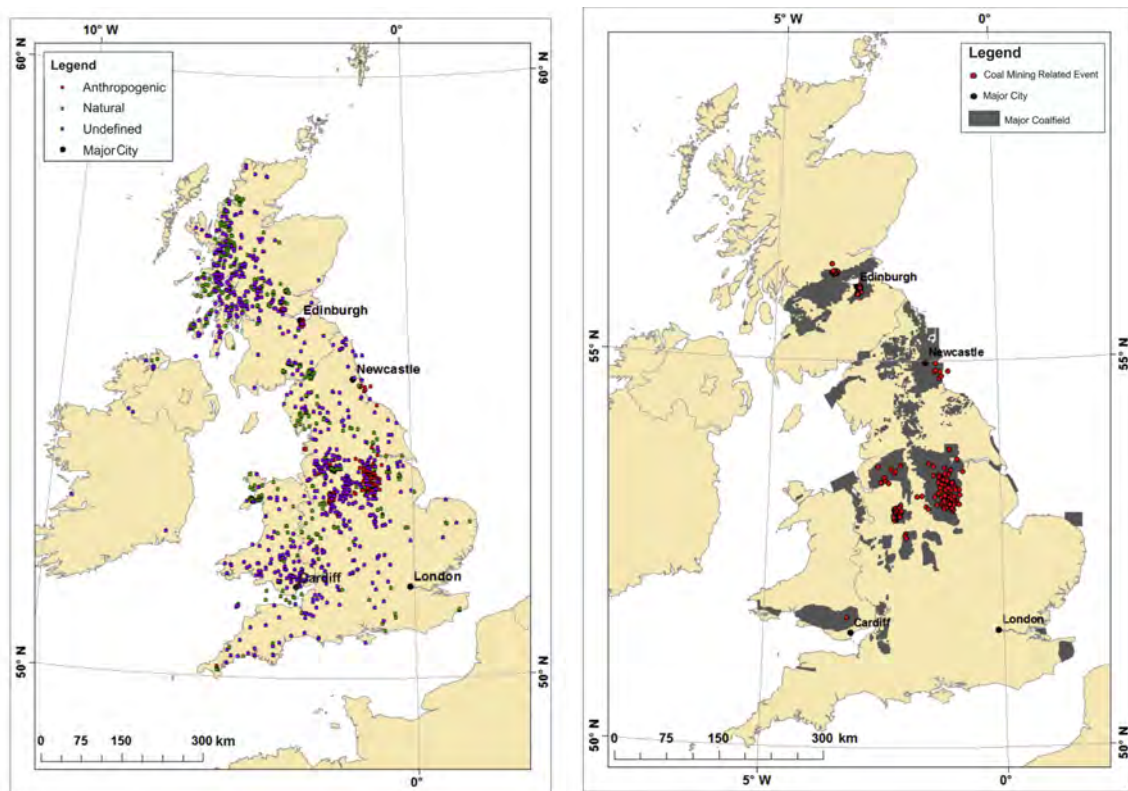 10° W
0°
60° N
60° N
Legend
Anthropogenic
Natural
Undefined
Major City
Edinburgh
Newcastle
Cardiff
London
50° N
50° N
0 75 150 300 km
0°
5° W
0°
Legend
Coal Mining Related Event
Major City
Major Coalfield
Edinburgh
55° N
Newcastle
55° N
Cardiff
London
50° N
50° N
0 75 150 300 km
5° W
0°